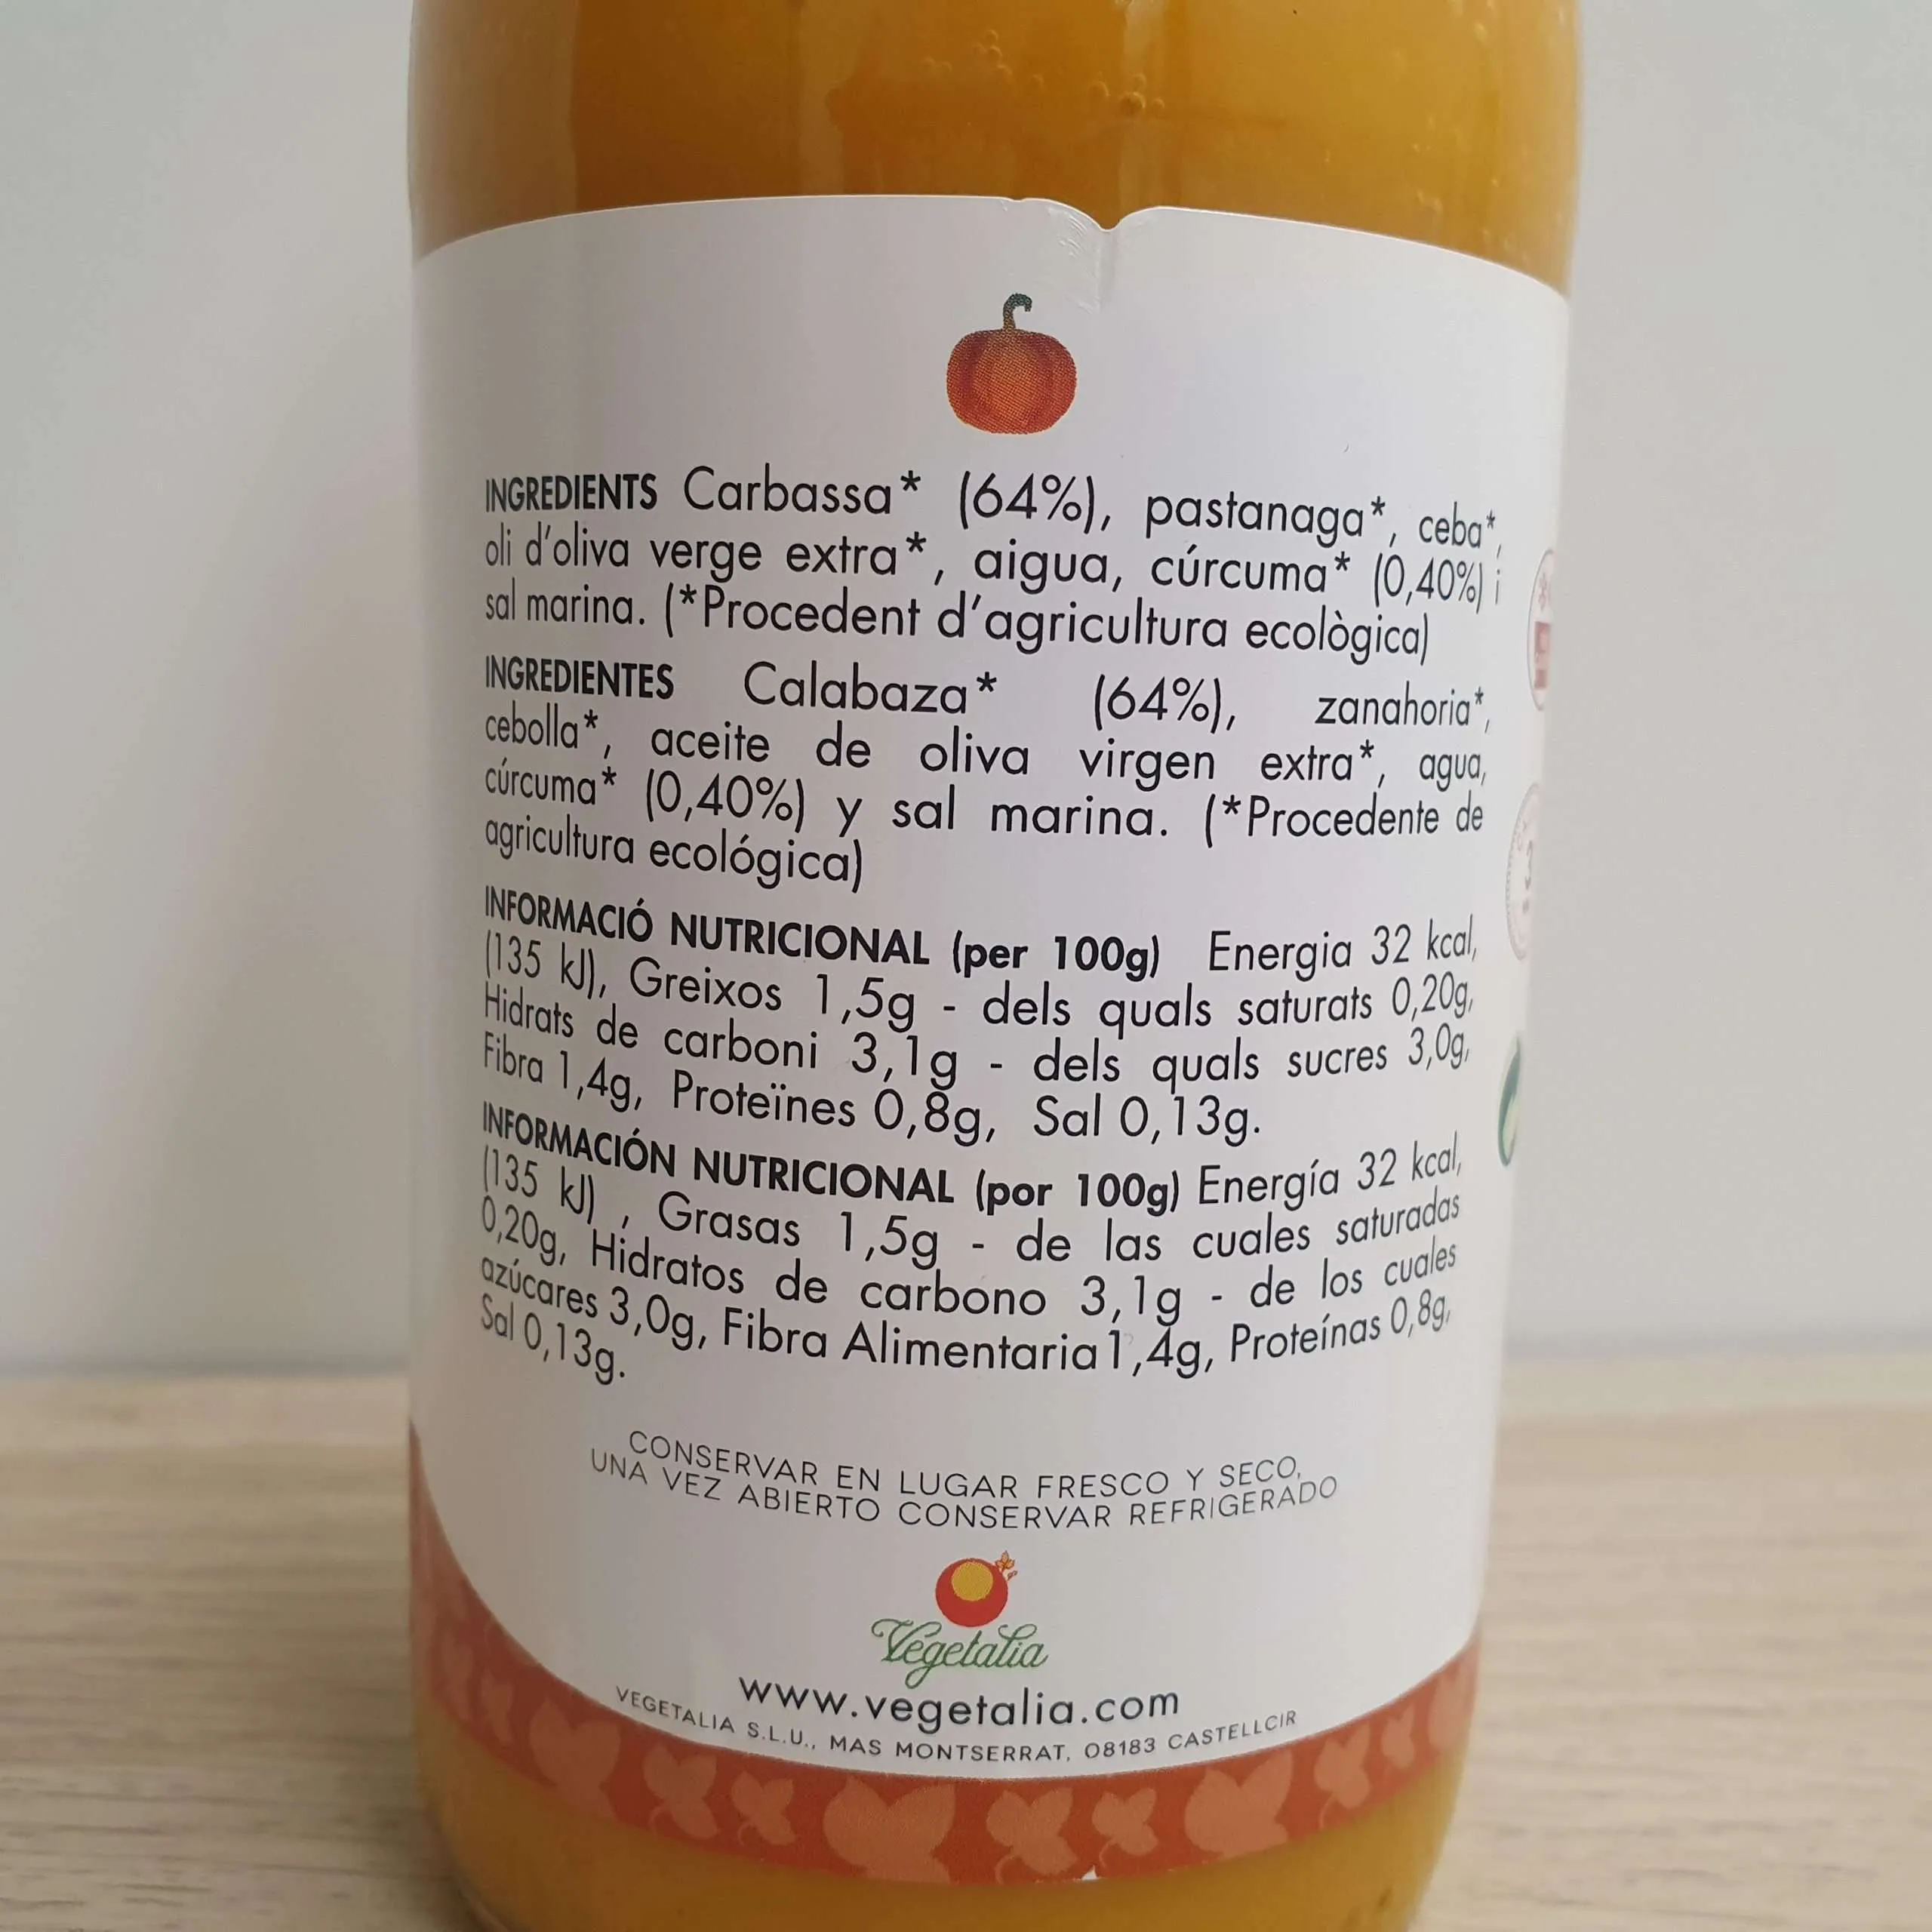 INGREDIENTS Carbassa* (64%), pastanaga*, ceba*,
oli d'oliva verge extra*, aigua, cúrcuma* (0,40%) i
sal marina. (*Procedent d'agricultura ecològica)
INGREDIENTES Calabaza* (64%), zanahoria*,
cebolla*, aceite de oliva virgen extra*, agua,
cúrcuma* (0,40%) y sal marina. (*Procedente de
agricultura ecológica)
INFORMACIÓ NUTRICIONAL (per 100g) Energia 32 kcal,
(135 kJ), Greixos 1,5g - dels quals saturats 0,20g,
Hidrats de carboni 3,1g - dels quals sucres 3,0g,
Fibra 1,4g, Proteïnes 0,8g, Sal 0,13g.
INFORMACIÓN NUTRICIONAL (por 100g) Energía 32 kcal,
(135 kJ) , Grasas 1,5g - de las cuales saturadas
0,20g, Hidratos de carbono 3,1g - de los cuales
azúcares 3,0g, Fibra Alimentaria 1,4g, Proteínas 0,8g,
Sal 0,13g.
CONSERVAR EN LUGAR FRESCO Y SECO,
UNA VEZ ABIERTO CONSERVAR REFRIGERADO
Vegetalia
www.vegetalia.com
VEGETALIA S.L.U., MAS MONTSERRAT, 08183 CASTELLCIR